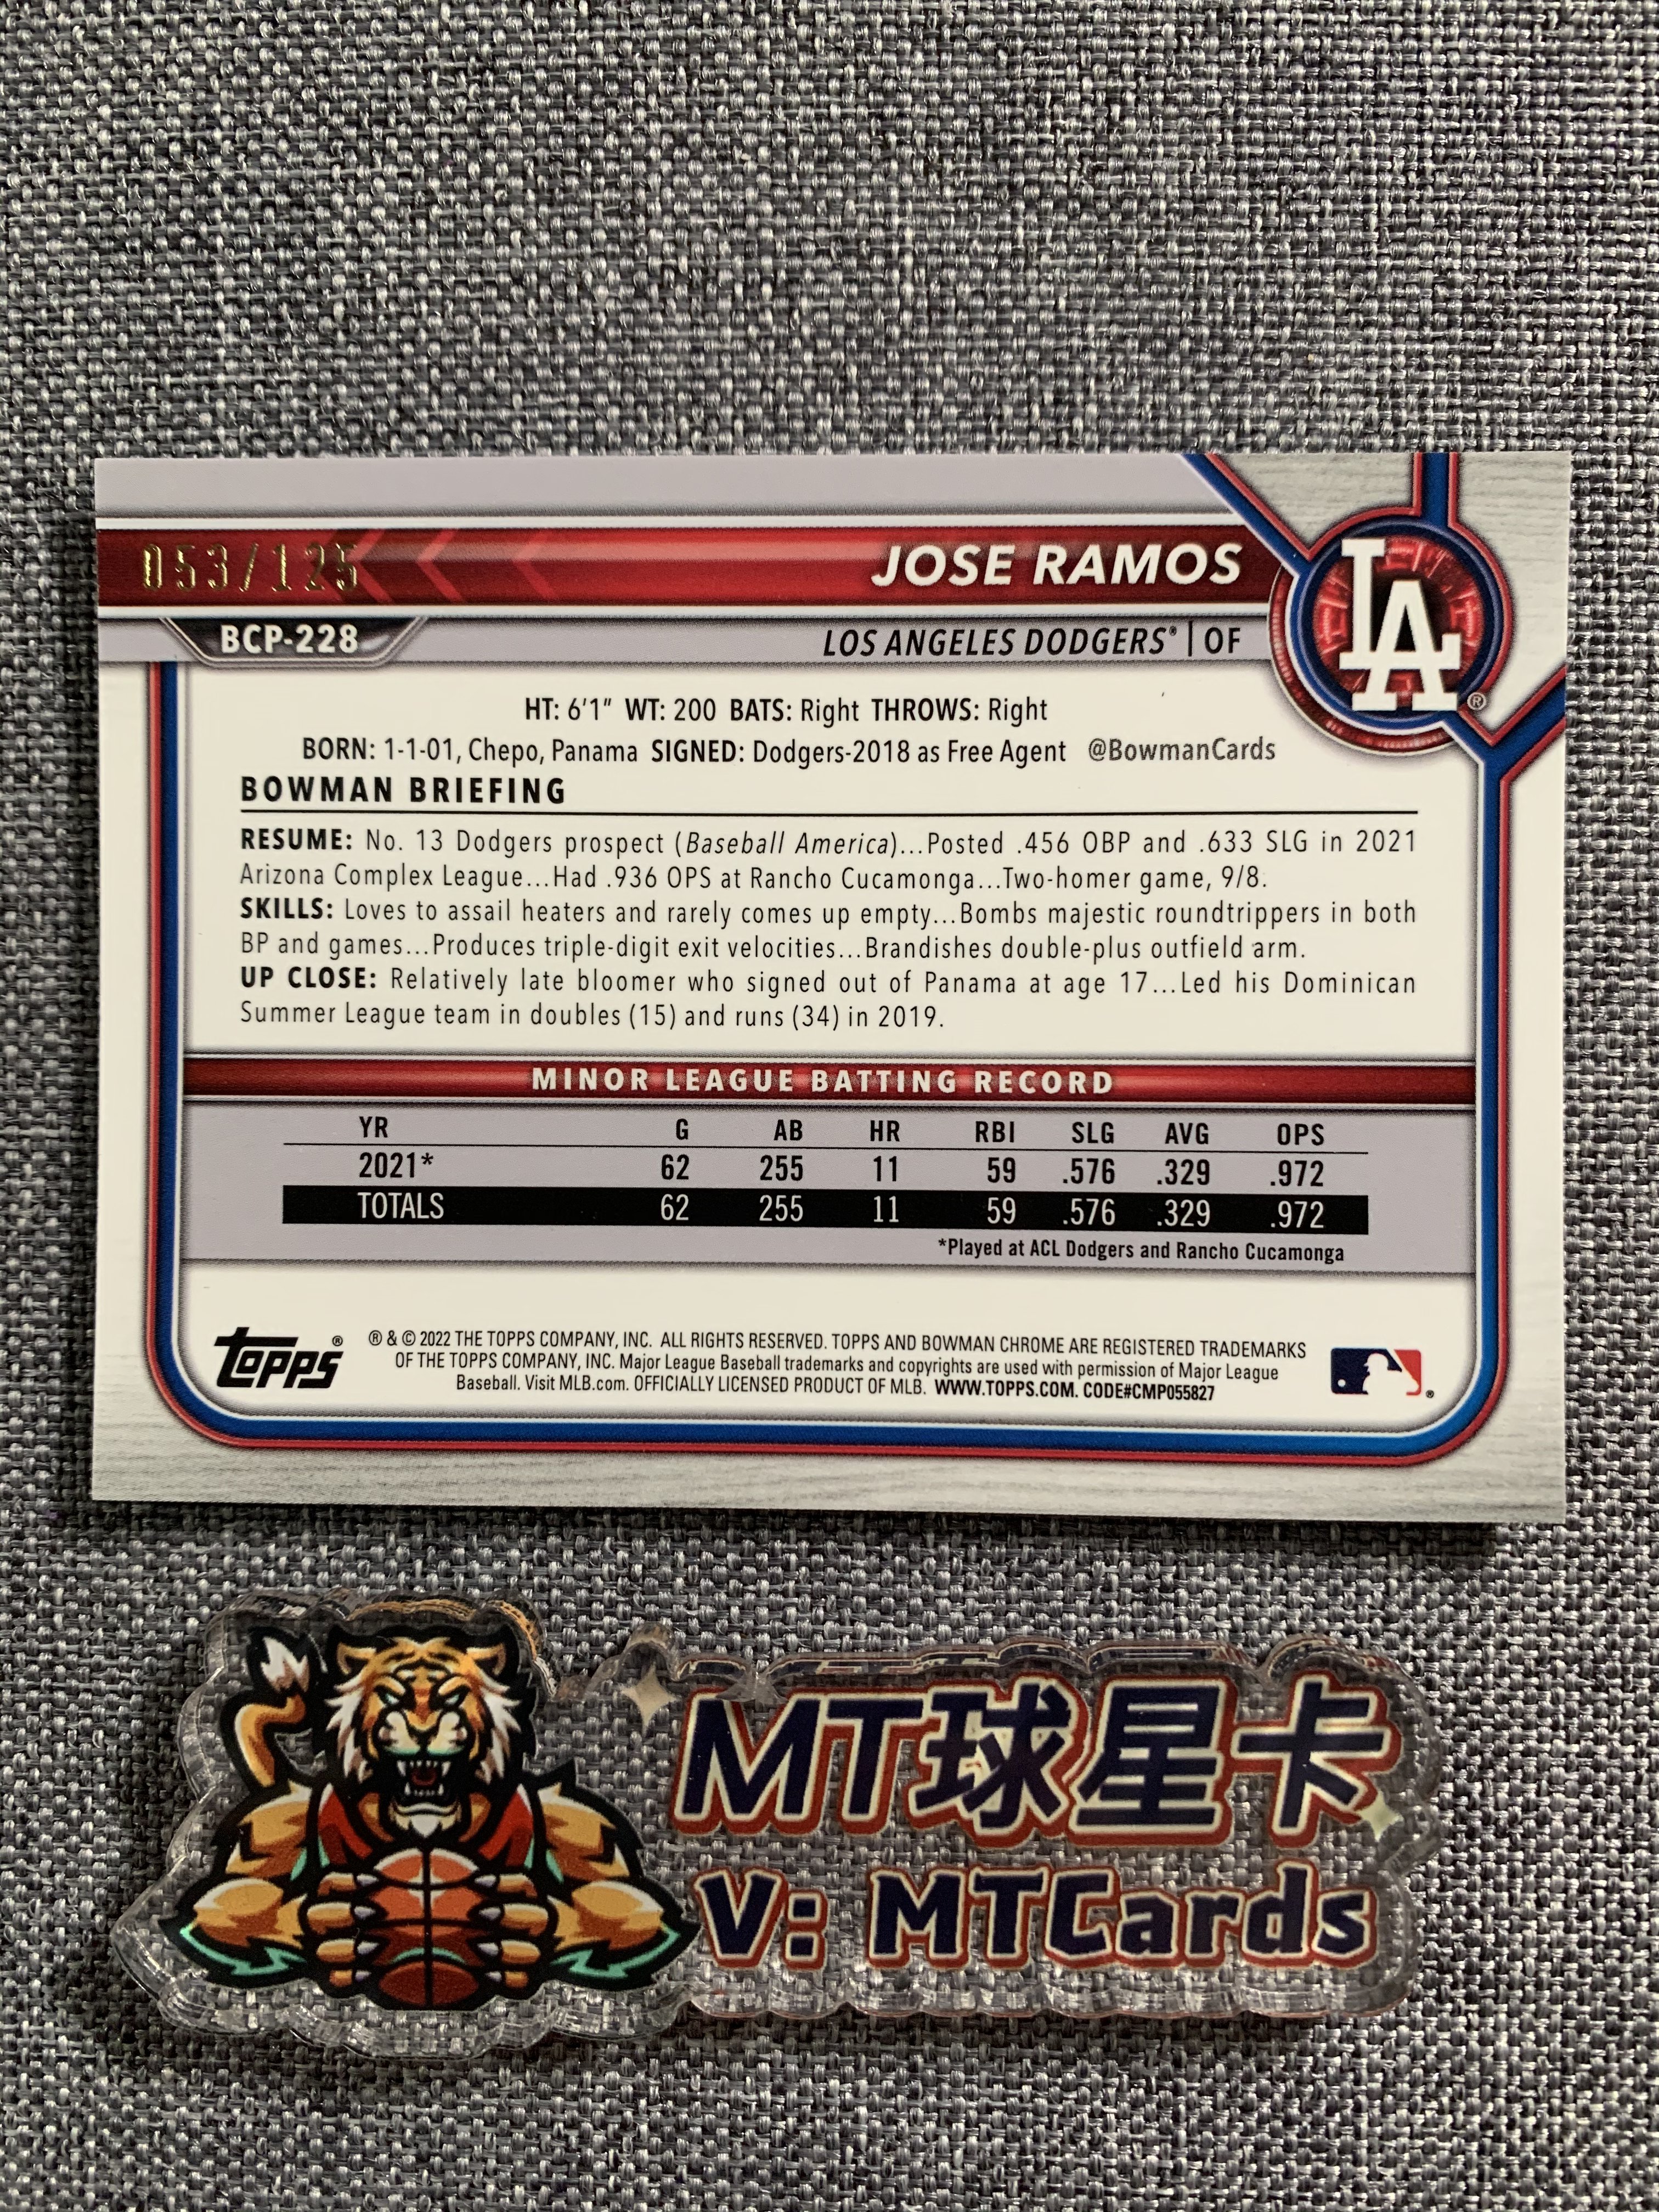 053/125
JOSE RAMOS
BCP-228
LOS ANGELES DODGERS® | OF
LA®
HT: 6'1" WT: 200 BATS: Right THROWS: Right
BORN: 1-1-01, Chepo, Panama SIGNED: Dodgers-2018 as Free Agent @BowmanCards
BOWMAN BRIEFING
RESUME: No. 13 Dodgers prospect (Baseball America)...Posted .456 OBP and .633 SLG in 2021
Arizona Complex League...Had .936 OPS at Rancho Cucamonga...Two-homer game, 9/8.
SKILLS: Loves to assail heaters and rarely comes up empty...Bombs majestic roundtrippers in both
BP and games...Produces triple-digit exit velocities...Brandishes double-plus outfield arm.
UP CLOSE: Relatively late bloomer who signed out of Panama at age 17...Led his Dominican
Summer League team in doubles (15) and runs (34) in 2019.
MINOR LEAGUE BATTING RECORD
YR G AB HR RBI SLG AVG OPS
2021* 62 255 11 59 .576 .329 .972
TOTALS 62 255 11 59 .576 .329 .972
*Played at ACL Dodgers and Rancho Cucamonga
Topps®
® & © 2022 THE TOPPS COMPANY, INC. ALL RIGHTS RESERVED. TOPPS AND BOWMAN CHROME ARE REGISTERED TRADEMARKS
OF THE TOPPS COMPANY, INC. Major League Baseball trademarks and copyrights are used with permission of Major League
Baseball. Visit MLB.com. OFFICIALLY LICENSED PRODUCT OF MLB. WWW.TOPPS.COM. CODE#CMP055827
MT球星卡
V: MTCards